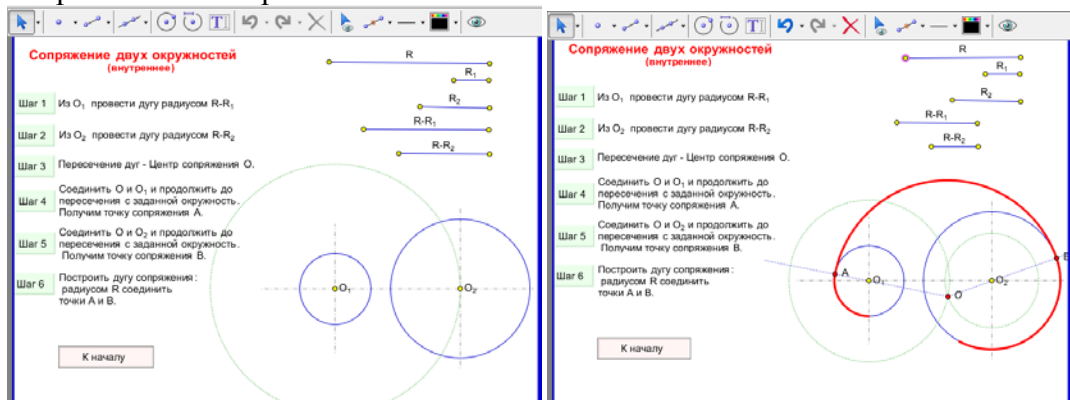 Сопряжение двух окружностей
(внутреннее)
R
R₁
R₂
R-R₁
R-R₂
Шаг 1 Из O₁ провести дугу радиусом R-R₁
Шаг 2 Из O₂ провести дугу радиусом R-R₂
Шаг 3 Пересечение дуг - Центр сопряжения O.
Шаг 4 Соединить O и O₁ и продолжить до
пересечения с заданной окружность.
Получим точку сопряжения A.
Шаг 5 Соединить O и O₂ и продолжить до
пересечения с заданной окружность.
Получим точку сопряжения B.
Шаг 6 Построить дугу сопряжения:
радиусом R соединить
точки A и B.
O₁
O₂
К началу
Сопряжение двух окружностей
(внутреннее)
R
R₁
R₂
R-R₁
R-R₂
Шаг 1 Из O₁ провести дугу радиусом R-R₁
Шаг 2 Из O₂ провести дугу радиусом R-R₂
Шаг 3 Пересечение дуг - Центр сопряжения O.
Шаг 4 Соединить O и O₁ и продолжить до
пересечения с заданной окружность.
Получим точку сопряжения A.
Шаг 5 Соединить O и O₂ и продолжить до
пересечения с заданной окружность.
Получим точку сопряжения B.
Шаг 6 Построить дугу сопряжения:
радиусом R соединить
точки A и B.
A
O₁
O
O₂
B
К началу